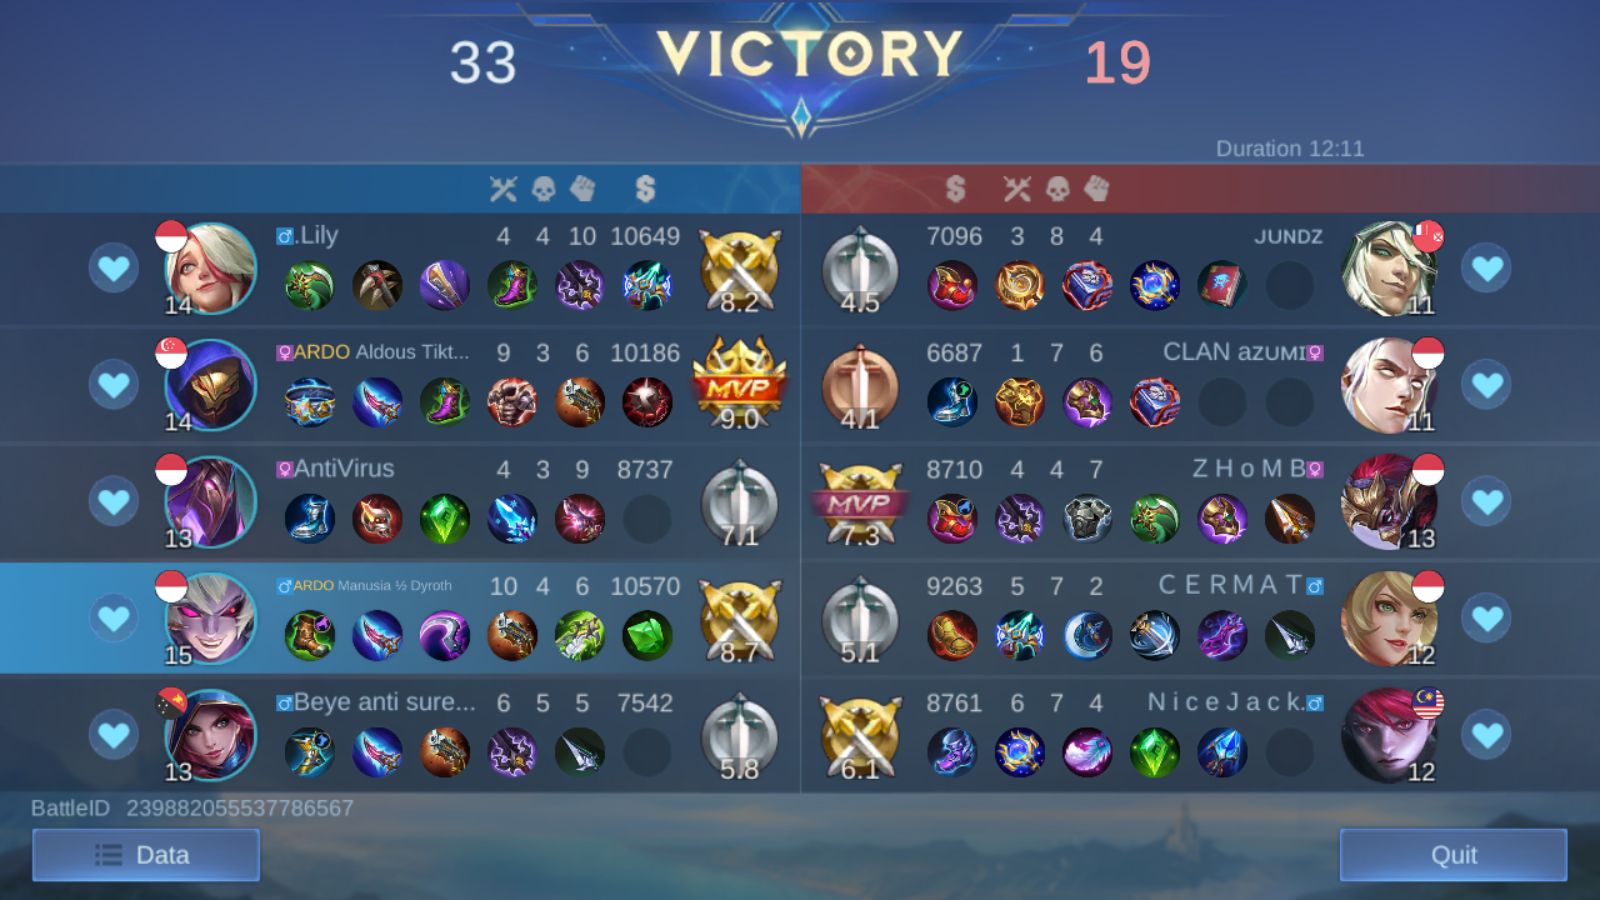 33 VICTORY 19
Duration 12:11
.Lily 4 4 10 10649
14 8.2
7096 3 8 4 JUNDZ
4.5 11
ARDO Aldous Tikt... 9 3 6 10186
MVP
14 9.0
6687 1 7 6 CLAN AZUMI
4.1 11
AntiVirus 4 3 9 8737
13 7.1
8710 4 4 7 Z H o M B
MVP
7.3 13
ARDO Manusia ½ Dyroth 10 4 6 10570
15 8.7
9263 5 7 2 C E R M A T
5.1 12
Beye anti sure... 6 5 5 7542
13 5.8
8761 6 7 4 N i c e J a c k.
6.1 12
BattleID 239882055537786567
Data
Quit